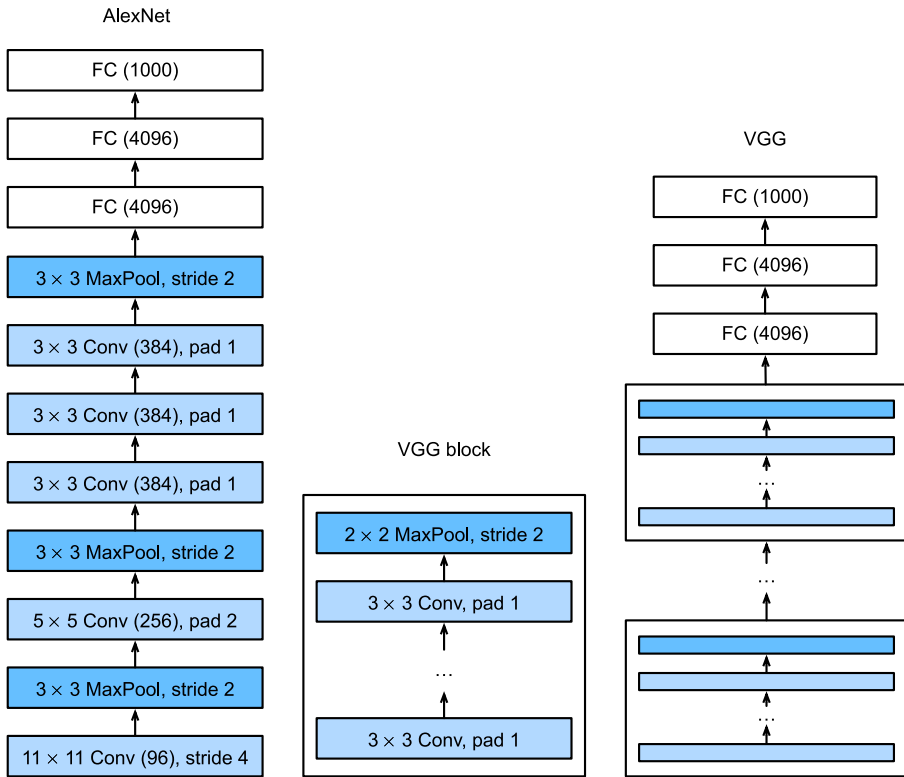 AlexNet
FC (1000)
FC (4096)
FC (4096)
3 × 3 MaxPool, stride 2
3 × 3 Conv (384), pad 1
3 × 3 Conv (384), pad 1
3 × 3 Conv (384), pad 1
3 × 3 MaxPool, stride 2
5 × 5 Conv (256), pad 2
3 × 3 MaxPool, stride 2
11 × 11 Conv (96), stride 4
VGG block
2 × 2 MaxPool, stride 2
3 × 3 Conv, pad 1
...
3 × 3 Conv, pad 1
VGG
FC (1000)
FC (4096)
FC (4096)
...
...
...